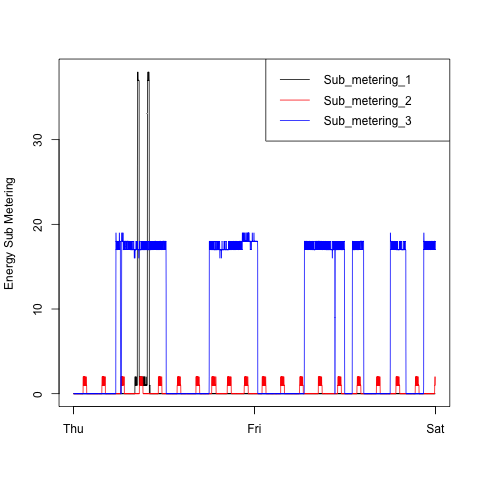 Sub_metering_1
Sub_metering_2
Sub_metering_3
Energy Sub Metering
30
20
10
0
Thu
Fri
Sat